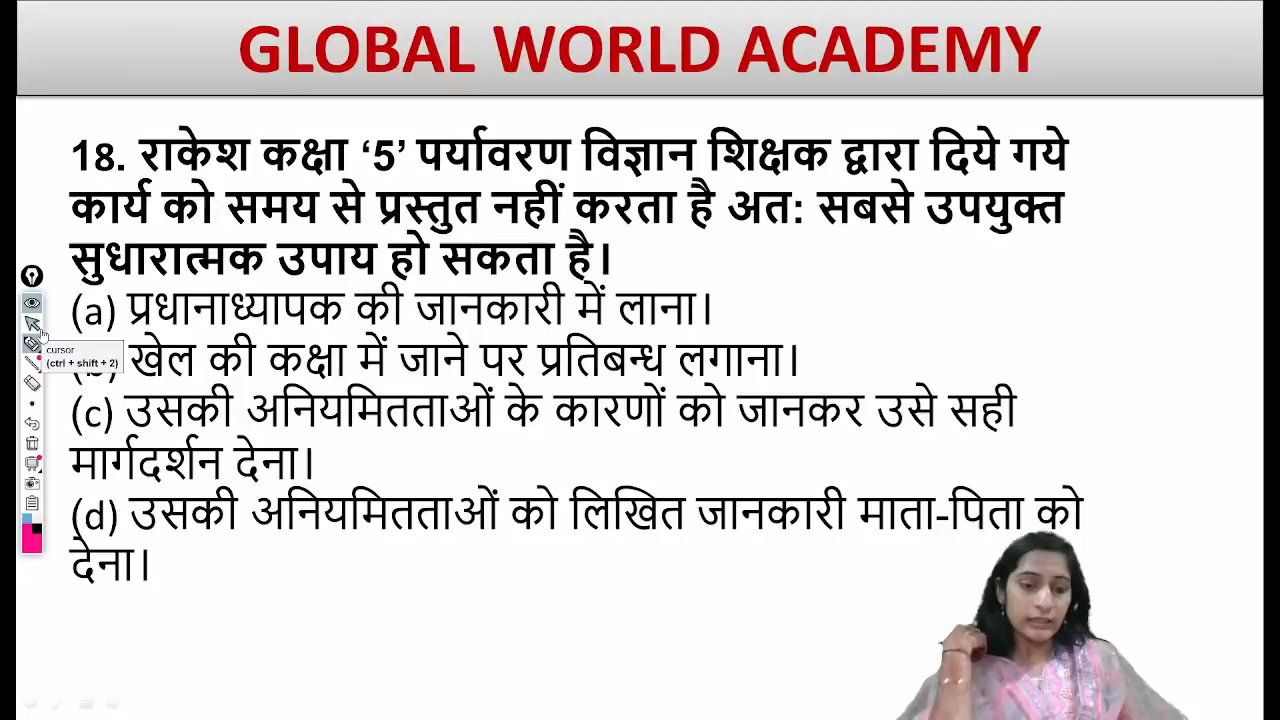 GLOBAL WORLD ACADEMY
18. राकेश कक्षा ‘5’ पर्यावरण विज्ञान शिक्षक द्वारा दिये गये
कार्य को समय से प्रस्तुत नहीं करता है अत: सबसे उपयुक्त
सुधारात्मक उपाय हो सकता है।
(a) प्रधानाध्यापक की जानकारी में लाना।
cursor
(ctrl + shift + 2)
खेल की कक्षा में जाने पर प्रतिबन्ध लगाना।
(c) उसकी अनियमितताओं के कारणों को जानकर उसे सही
मार्गदर्शन देना।
(d) उसकी अनियमितताओं को लिखित जानकारी माता-पिता को
देना।